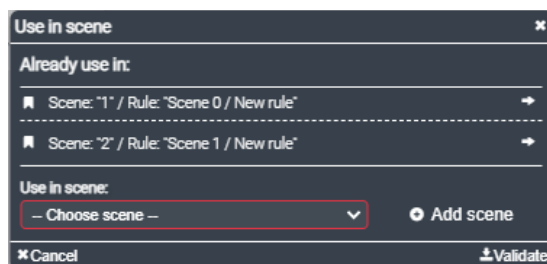 Use in scene
Already use in:
Scene: "1" / Rule: "Scene 0 / New rule"
Scene: "2" / Rule: "Scene 1 / New rule"
Use in scene:
-- Choose scene --
Add scene
Cancel
Validate